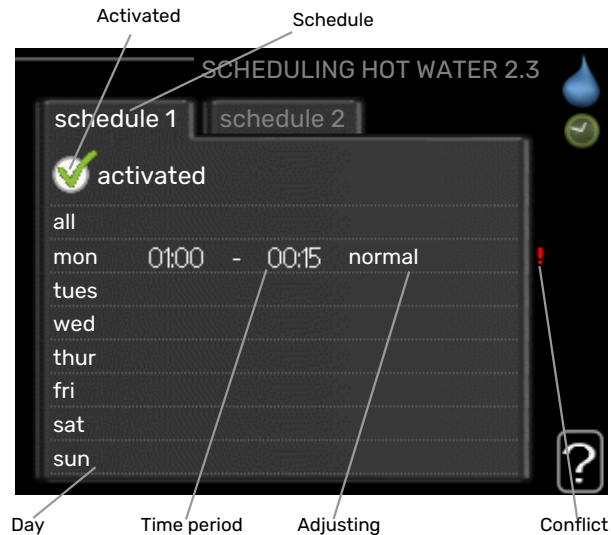 Activated
Schedule
SCHEDULING HOT WATER 2.3
schedule 1
schedule 2
activated
all
mon 01:00 - 00:15 normal !
tues
wed
thur
fri
sat
sun
?
Day Time period Adjusting Conflict